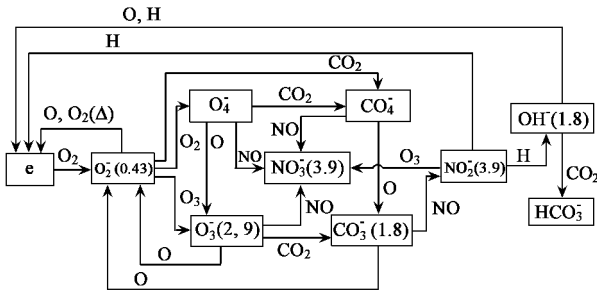 O, H
H
CO₂
O, O₂(Δ)
O₄⁻
CO₂
CO₄⁻
OH⁻(1.8)
O₂
O
NO
NO
O₃
e
O₂
O₂⁻(0.43)
NO₃⁻(3.9)
NO₂⁻(3.9)
H
CO₂
O₃
NO
O
NO
HCO₃⁻
O₃⁻(2, 9)
CO₂
CO₃⁻(1.8)
O
O